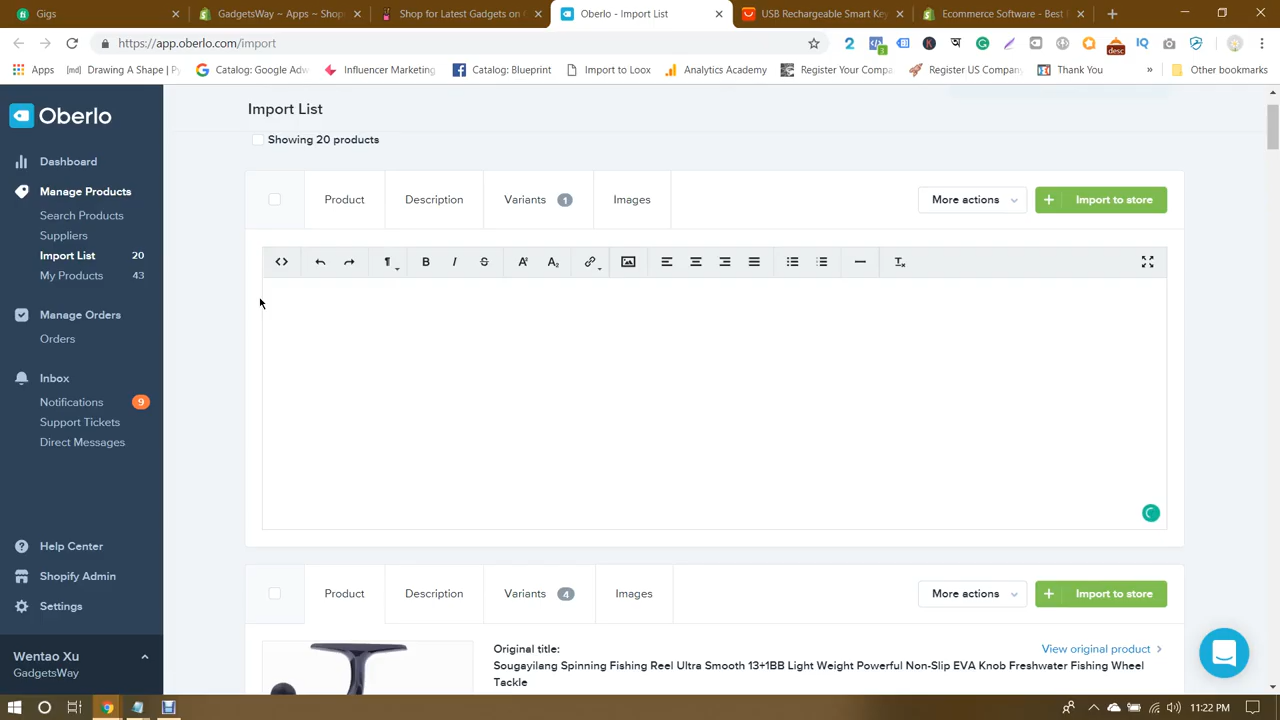 Gigs
GadgetsWay ~ Apps ~ Shop
Shop for Latest Gadgets on
Oberlo - Import List
USB Rechargeable Smart Key
Ecommerce Software - Best
https://app.oberlo.com/import
desc
Apps
Drawing A Shape | Py
Catalog: Google Adw
Influencer Marketing
Catalog: Blueprint
Import to Loox
Analytics Academy
Register Your Compa
Register US Company
Thank You
» Other bookmarks
Oberlo
Dashboard
Manage Products
Search Products
Suppliers
Import List 20
My Products 43
Manage Orders
Orders
Inbox
Notifications 9
Support Tickets
Direct Messages
Help Center
Shopify Admin
Settings
Wentao Xu
GadgetsWay
Import List
Showing 20 products
Product Description Variants 1 Images More actions + Import to store
Product Description Variants 4 Images More actions + Import to store
Original title: View original product
Sougayilang Spinning Fishing Reel Ultra Smooth 13+1BB Light Weight Powerful Non-Slip EVA Knob Freshwater Fishing Wheel
Tackle
11:22 PM